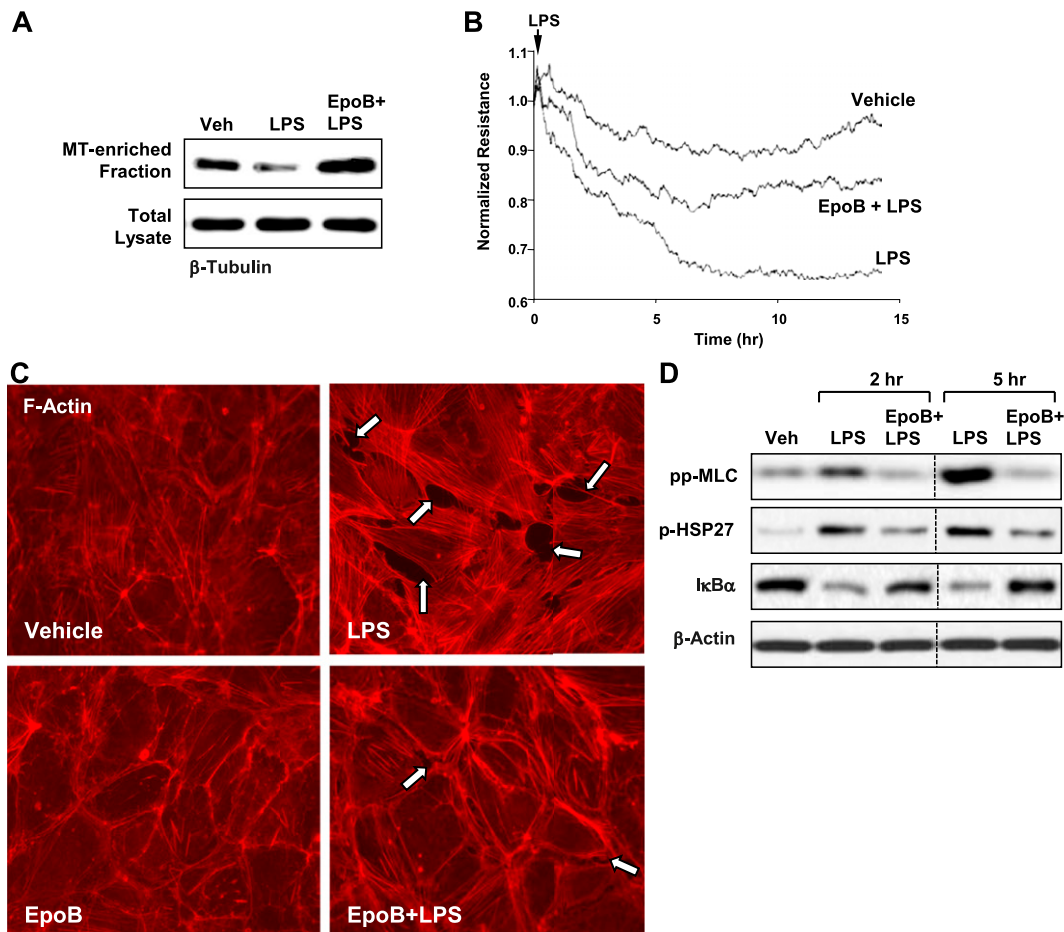 A
Veh
LPS
EpoB+
LPS
MT-enriched
Fraction
Total
Lysate
β-Tubulin
B
LPS
1.1
1.0
0.9
0.8
0.7
0.6
Normalized Resistance
Vehicle
EpoB + LPS
LPS
0
5
10
15
Time (hr)
C
F-Actin
Vehicle
LPS
EpoB
EpoB+LPS
D
2 hr
5 hr
Veh
LPS
EpoB+
LPS
LPS
EpoB+
LPS
pp-MLC
p-HSP27
IκBα
β-Actin